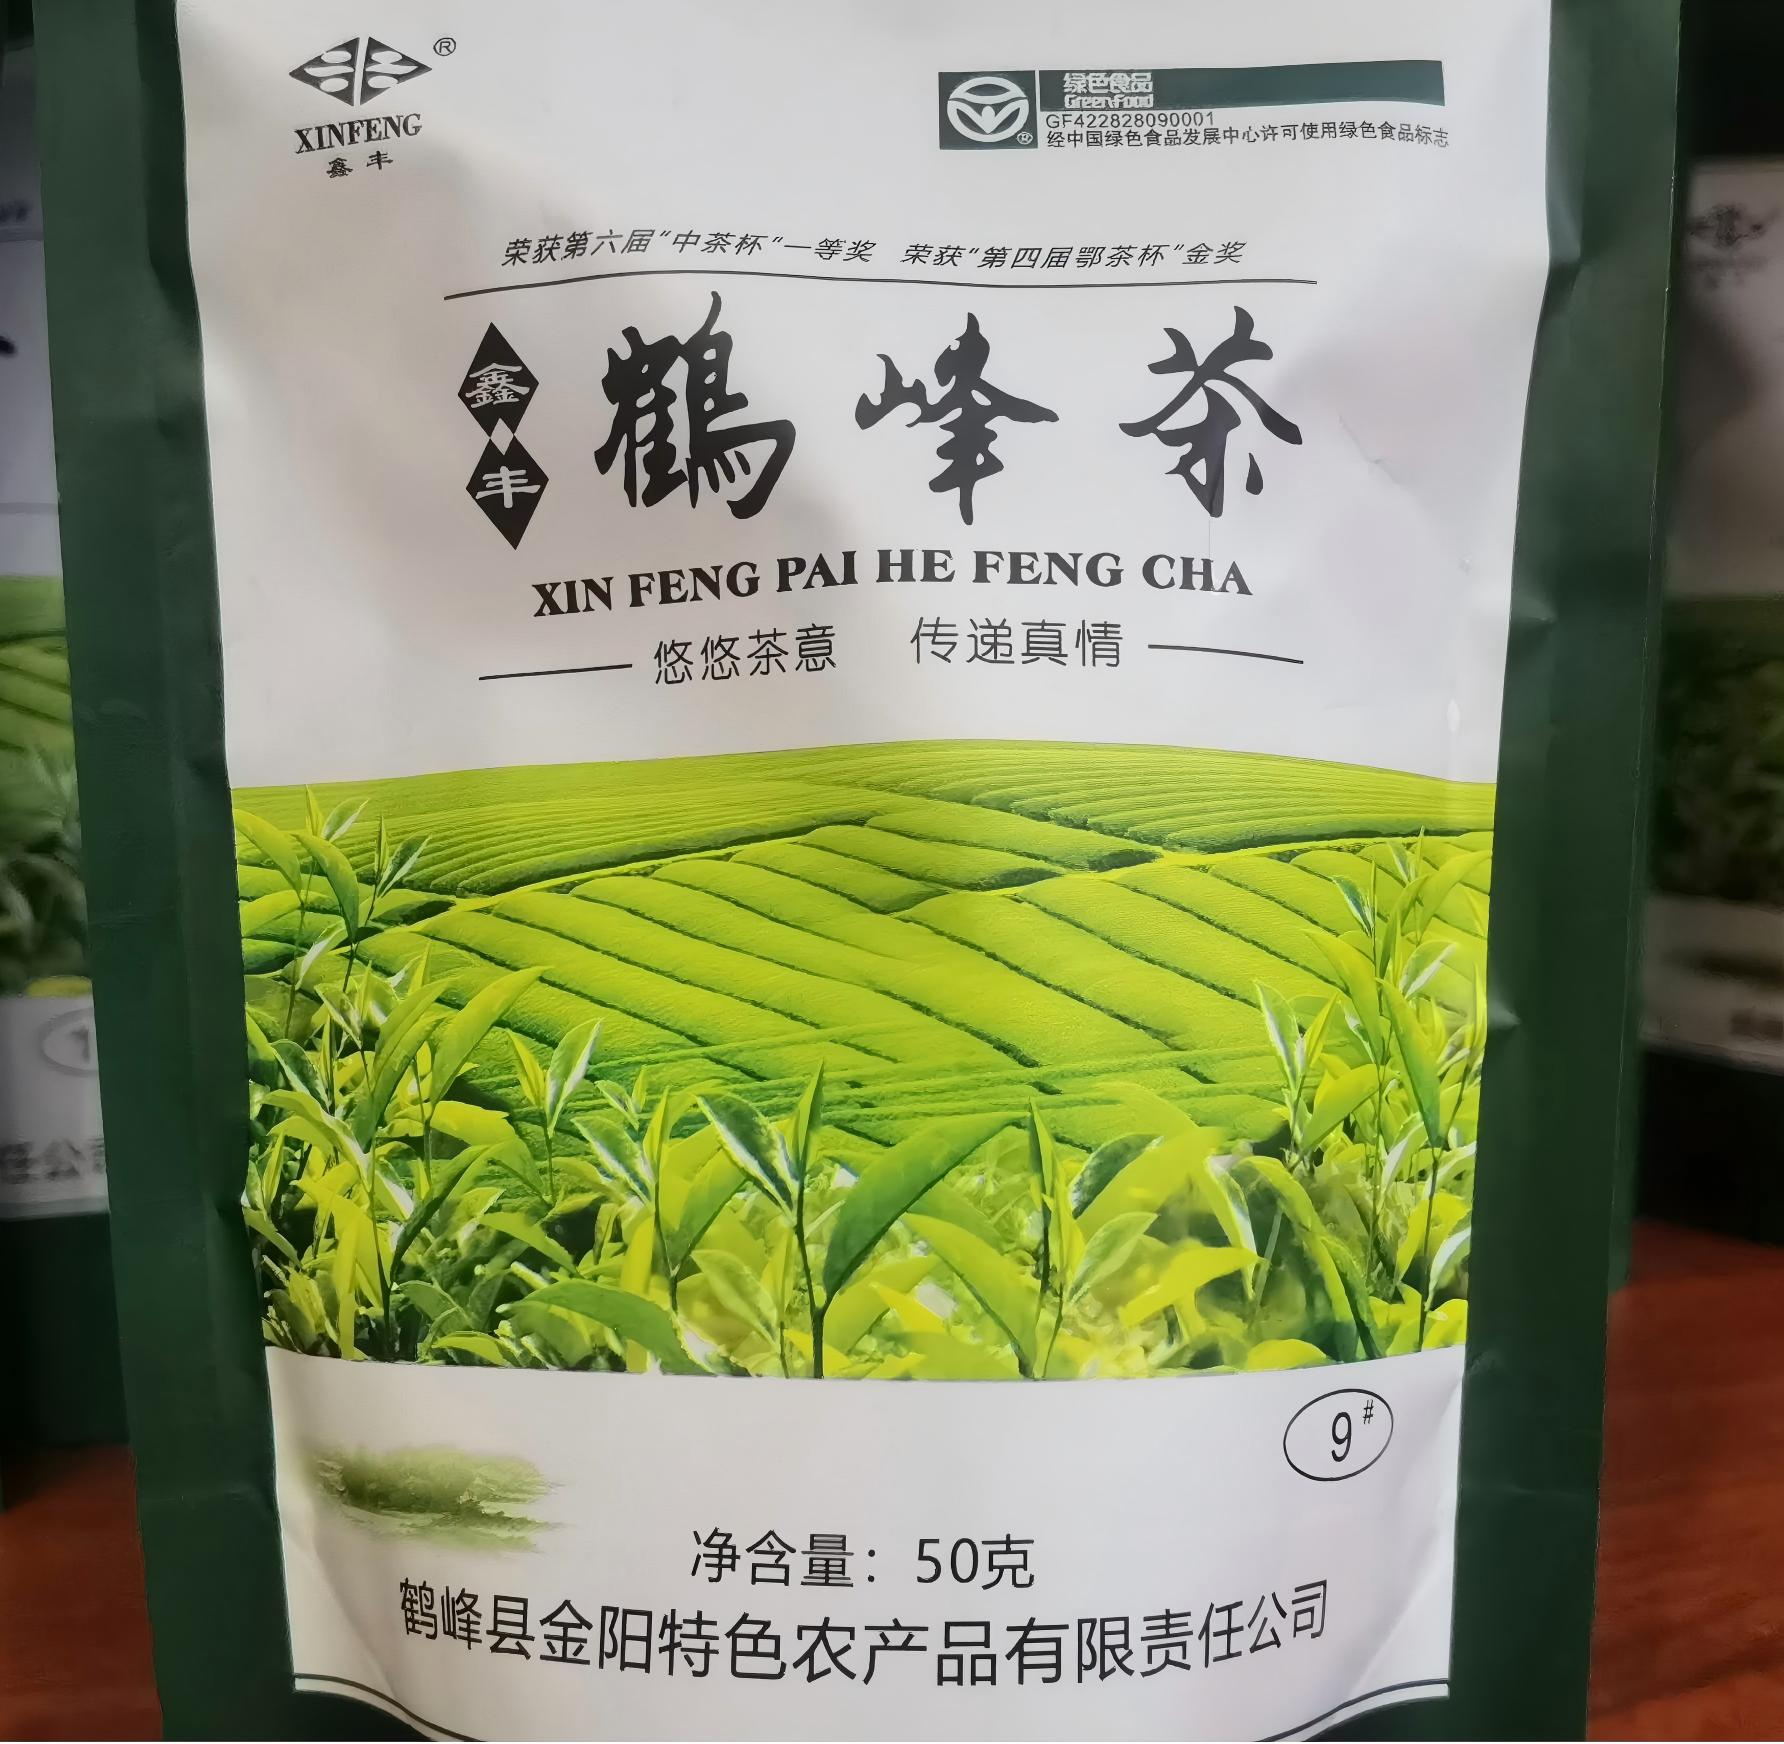 ®
XINFENG
鑫丰
绿色食品
Green Food
GF422828090001
®
经中国绿色食品发展中心许可使用绿色食品标志
荣获第六届“中茶杯“一等奖 荣获“第四届鄂茶杯”金奖
鑫丰
鶴峰茶
XIN FENG PAI HE FENG CHA
悠悠茶意 传递真情
9#
净含量：50克
鹤峰县金阳特色农产品有限责任公司